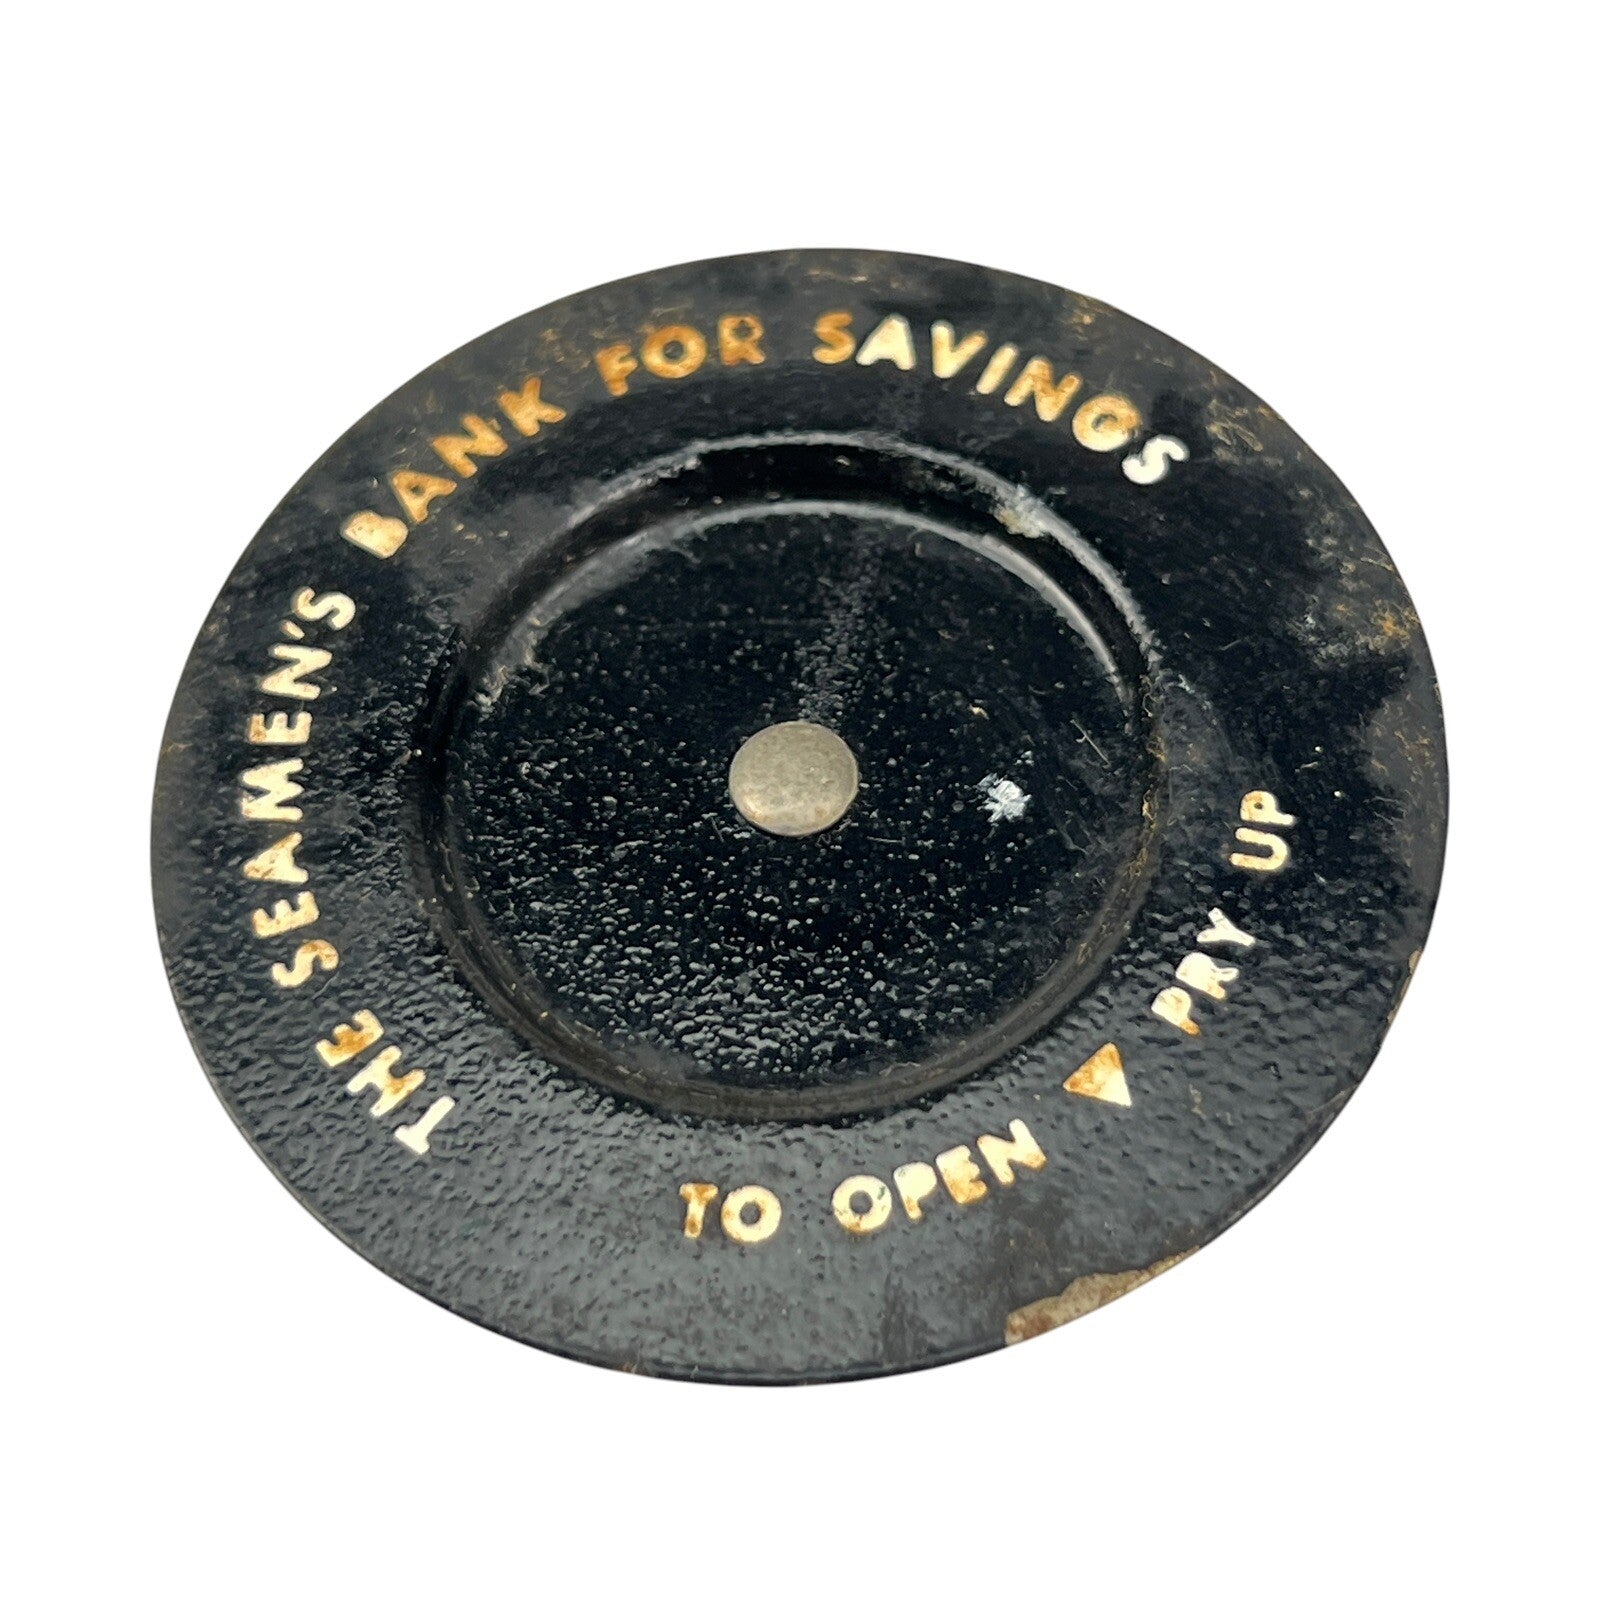 THE SEAMEN'S BANK FOR SAVINGS
TO OPEN ▲ PRY UP